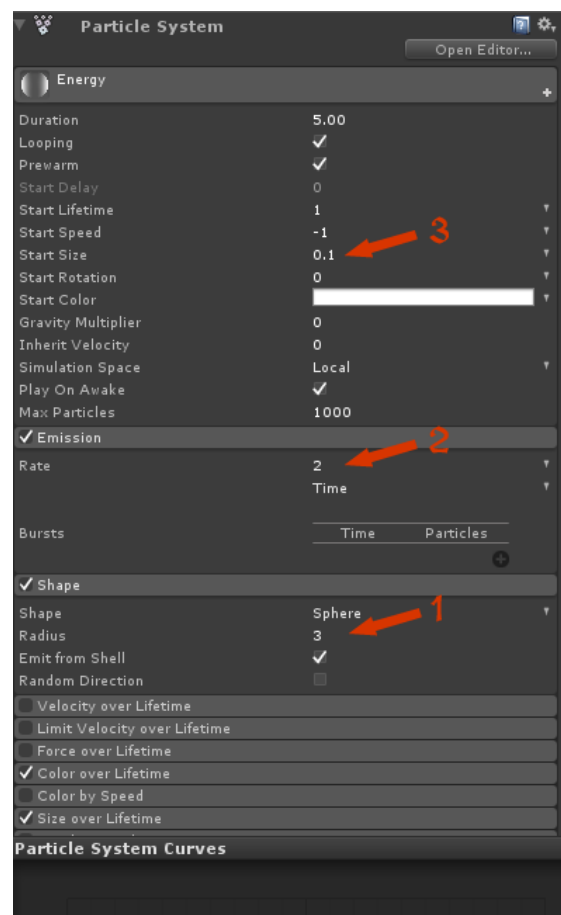 Particle System
Open Editor...
Energy
Duration 5.00
Looping
Prewarm
Start Delay 0
Start Lifetime 1
Start Speed -1 3
Start Size 0.1
Start Rotation 0
Start Color
Gravity Multiplier 0
Inherit Velocity 0
Simulation Space Local
Play On Awake
Max Particles 1000
Emission 2
Rate 2
Time
Bursts Time Particles
Shape
Shape Sphere 1
Radius 3
Emit from Shell
Random Direction
Velocity over Lifetime
Limit Velocity over Lifetime
Force over Lifetime
Color over Lifetime
Color by Speed
Size over Lifetime
Particle System Curves